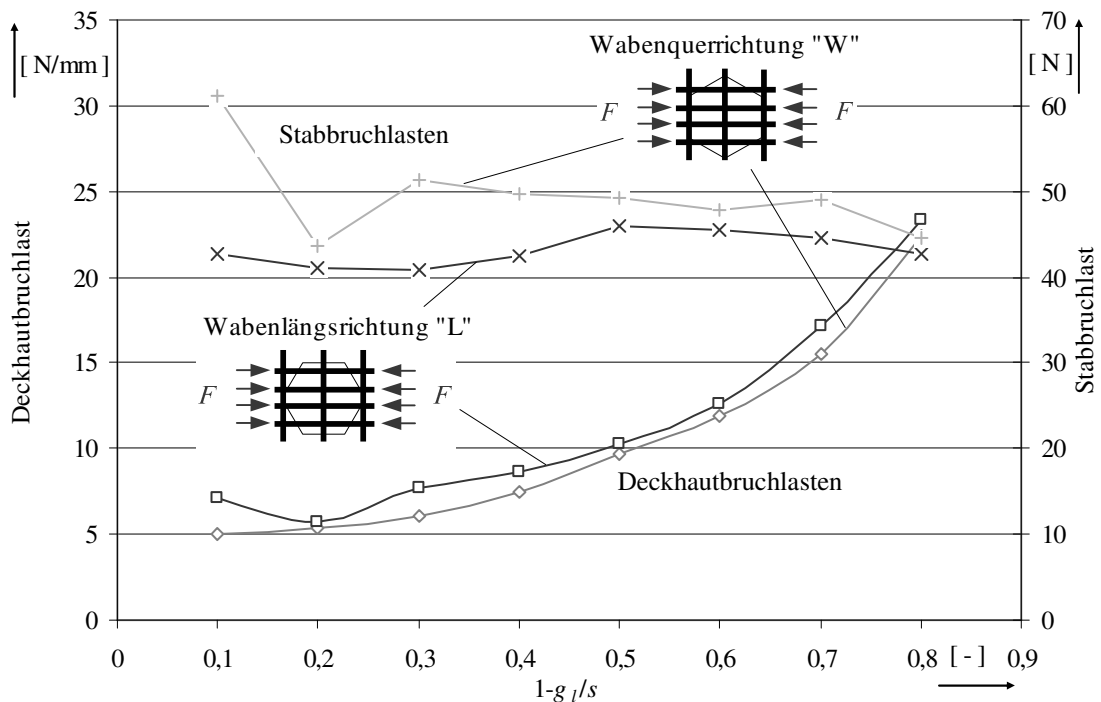 35
30
25
20
15
10
5
0
[ N/mm]
Deckhautbruchlast
70
60
50
40
30
20
10
0
[ N ]
Stabbruchlast
Wabenquerrichtung "W"
F
F
Stabbruchlasten
Wabenlängsrichtung "L"
F
F
Deckhautbruchlasten
0
0,1
0,2
0,3
0,4
0,5
0,6
0,7
0,8
[ - ]
0,9
1-g l/s